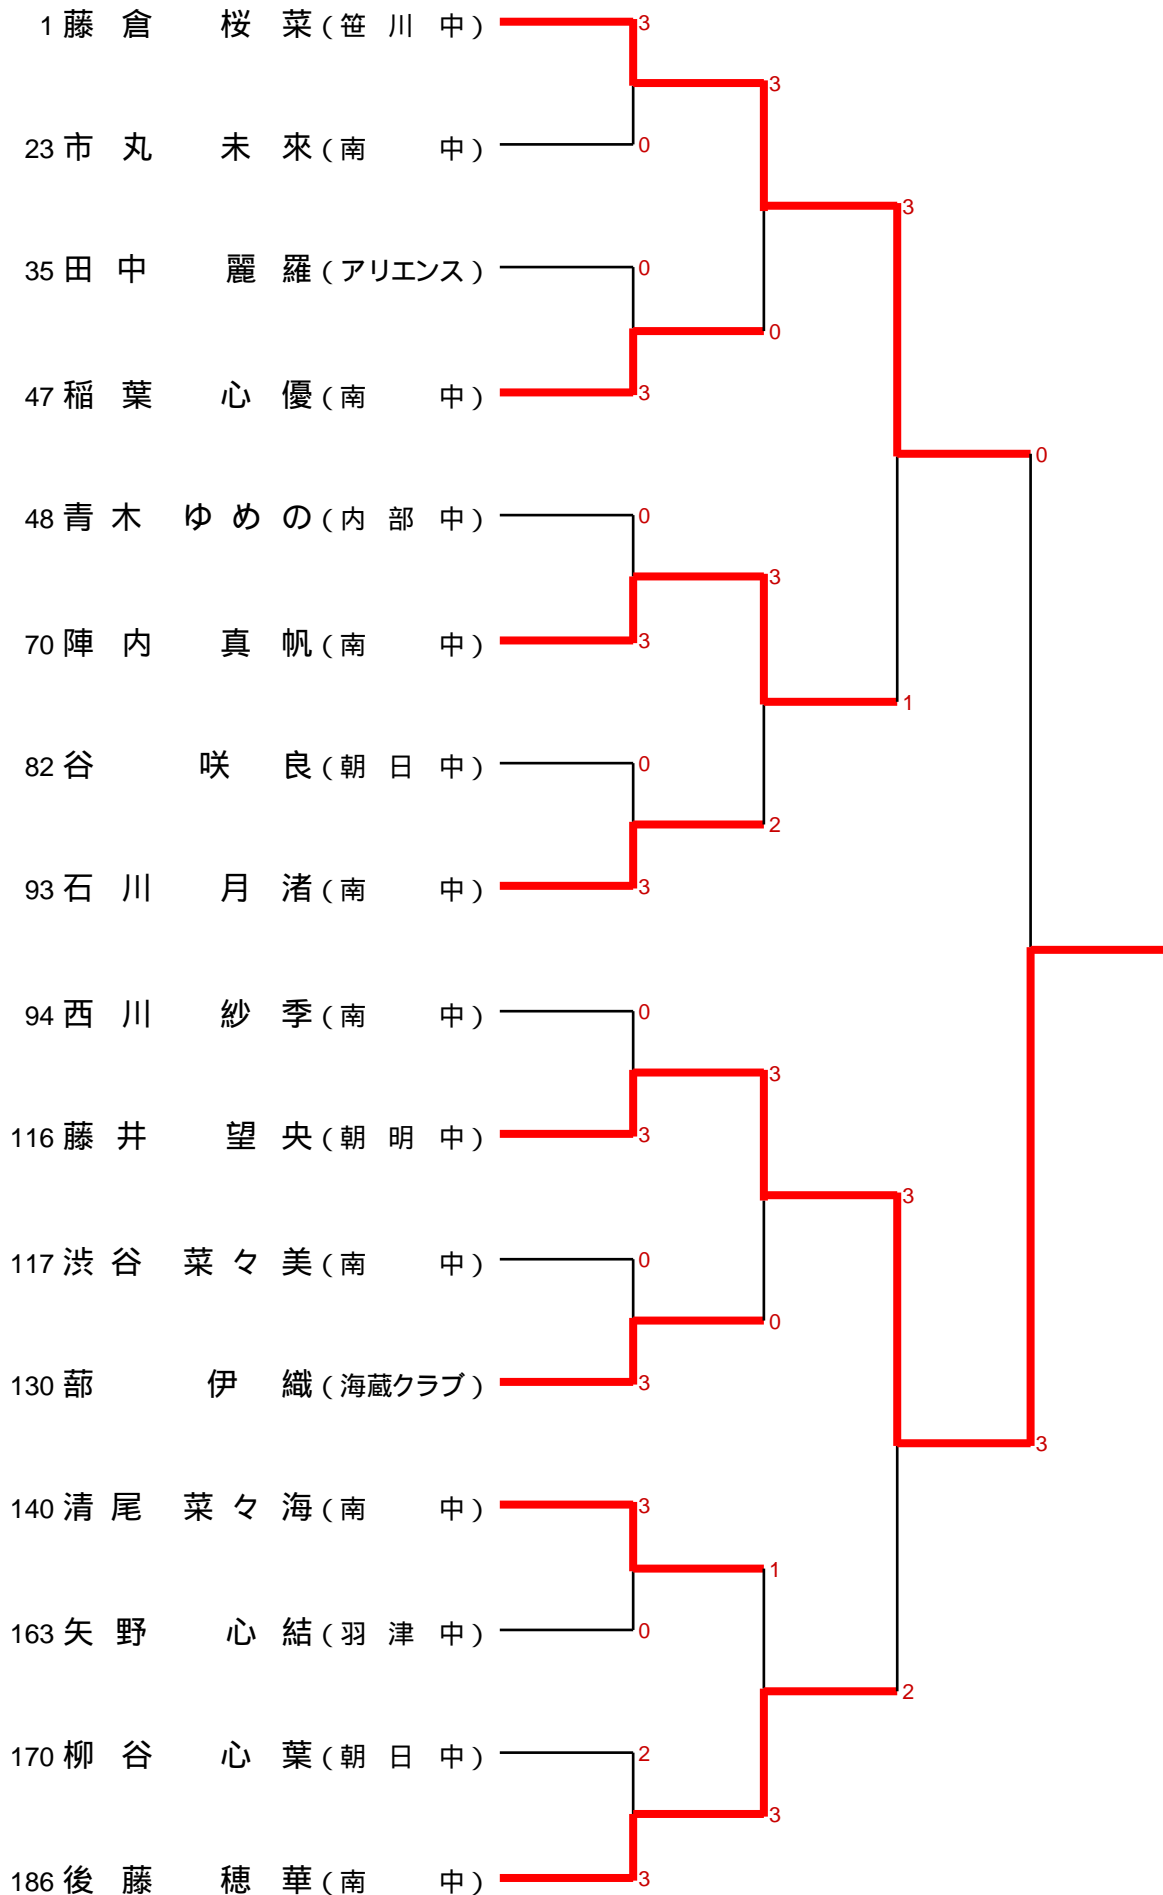 1 藤倉 桜菜(笹川中) 3
3
23 市丸 未來(南中) 0
3
35 田中 麗羅(アリエンス) 0
0
47 稲葉 心優(南中) 3
0
48 青木 ゆめの(内部中) 0
3
70 陣内 真帆(南中) 3
1
82 谷 咲良(朝日中) 0
2
93 石川 月渚(南中) 3
94 西川 紗季(南中) 0
3
116 藤井 望央(朝明中) 3
3
117 渋谷 菜々美(南中) 0
0
130 蔀 伊織(海蔵クラブ) 3
3
140 清尾 菜々海(南中) 3
1
163 矢野 心結(羽津中) 0
2
170 柳谷 心葉(朝日中) 2
3
186 後藤 穂華(南中) 3